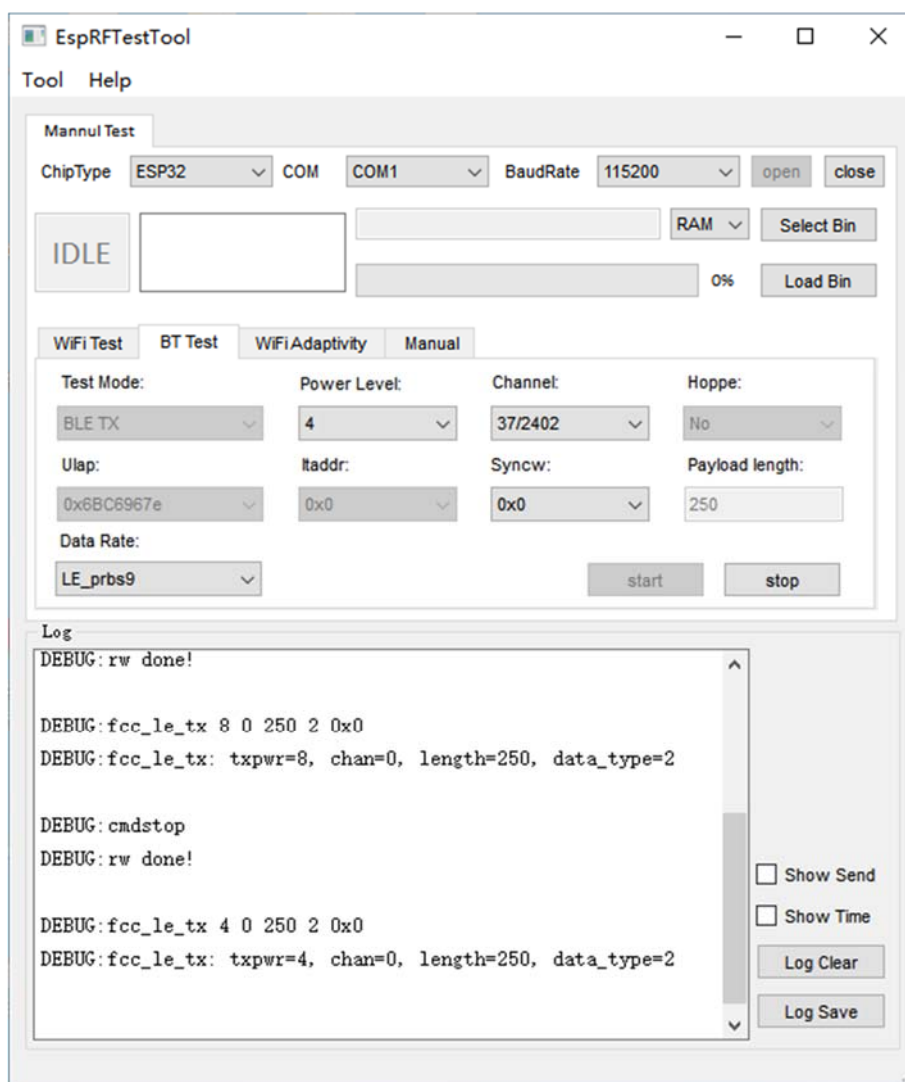 EspRFTestTool
Tool Help
Mannul Test
ChipType ESP32 COM COM1 BaudRate 115200 open close
IDLE RAM Select Bin
0% Load Bin
WiFi Test BT Test WiFi Adaptivity Manual
Test Mode: Power Level: Channel: Hoppe:
BLE TX 4 37/2402 No
Ulap: ltaddr: Syncw: Payload length:
0x6BC6967e 0x0 0x0 250
Data Rate:
LE_prbs9 start stop
Log
DEBUG:rw done!
DEBUG:fcc_le_tx 8 0 250 2 0x0
DEBUG:fcc_le_tx: txpwr=8, chan=0, length=250, data_type=2
DEBUG:cmdstop
DEBUG:rw done!
Show Send
Show Time
DEBUG:fcc_le_tx 4 0 250 2 0x0
DEBUG:fcc_le_tx: txpwr=4, chan=0, length=250, data_type=2
Log Clear
Log Save